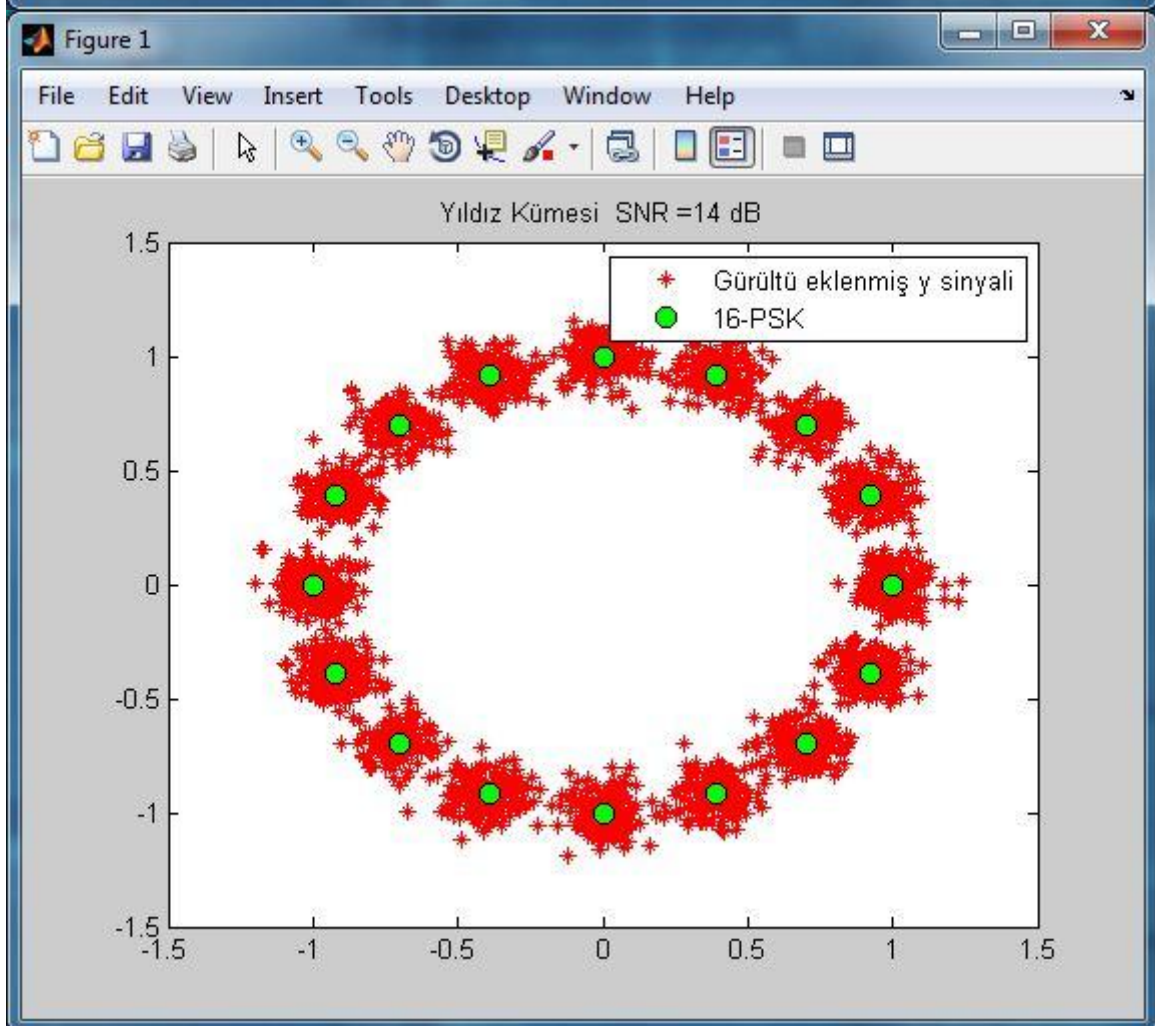 Figure 1
File Edit View Insert Tools Desktop Window Help
Yıldız Kümesi SNR =14 dB
Gürültü eklenmiş y sinyali
16-PSK
1.5
1
0.5
0
-0.5
-1
-1.5
-1.5 -1 -0.5 0 0.5 1 1.5